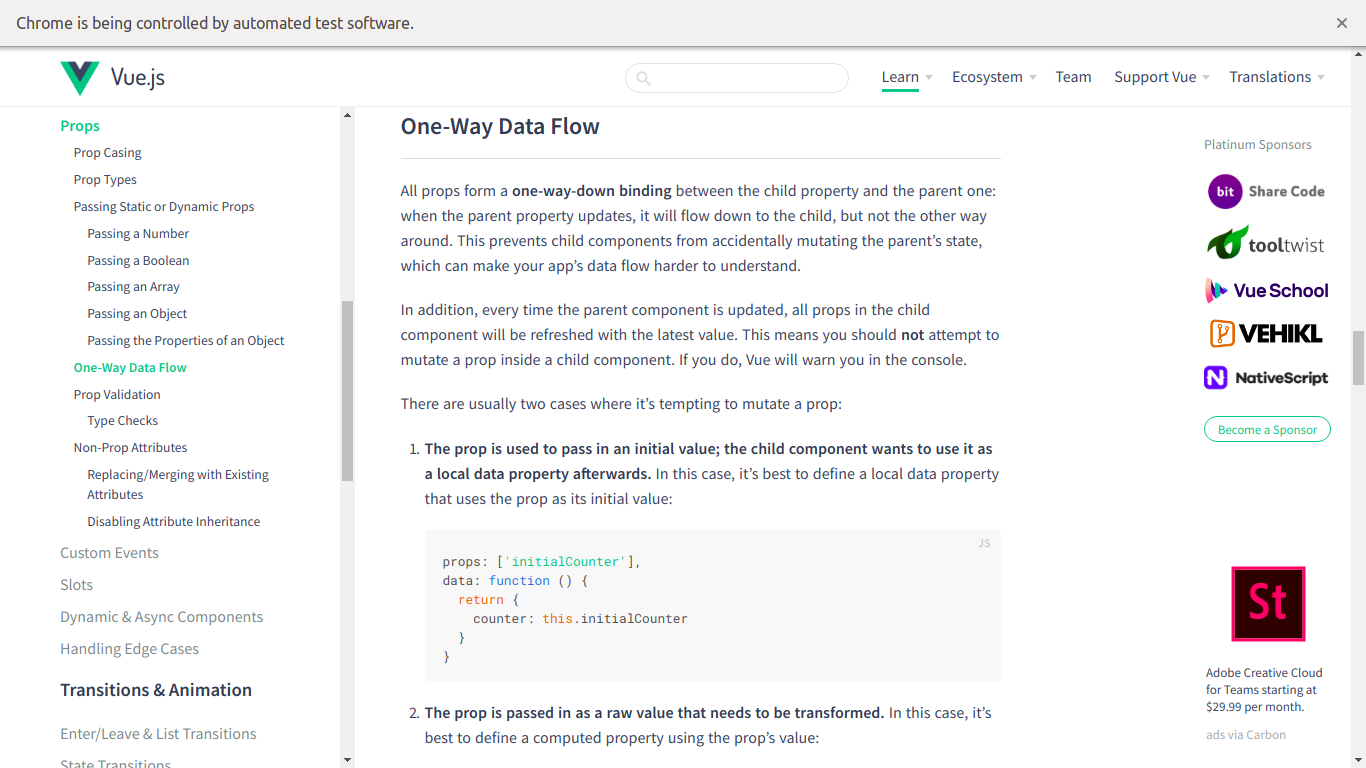 Chrome is being controlled by automated test software.
Vue.js
Learn
Ecosystem
Team
Support Vue
Translations
Props
Prop Casing
Prop Types
Passing Static or Dynamic Props
Passing a Number
Passing a Boolean
Passing an Array
Passing an Object
Passing the Properties of an Object
One-Way Data Flow
Prop Validation
Type Checks
Non-Prop Attributes
Replacing/Merging with Existing
Attributes
Disabling Attribute Inheritance
Custom Events
Slots
Dynamic & Async Components
Handling Edge Cases
Transitions & Animation
Enter/Leave & List Transitions
State Transitions
One-Way Data Flow
All props form a one-way-down binding between the child property and the parent one:
when the parent property updates, it will flow down to the child, but not the other way
around. This prevents child components from accidentally mutating the parent’s state,
which can make your app’s data flow harder to understand.
In addition, every time the parent component is updated, all props in the child
component will be refreshed with the latest value. This means you should not attempt to
mutate a prop inside a child component. If you do, Vue will warn you in the console.
There are usually two cases where it’s tempting to mutate a prop:
1. The prop is used to pass in an initial value; the child component wants to use it as
a local data property afterwards. In this case, it’s best to define a local data property
that uses the prop as its initial value:
JS
props: ['initialCounter'],
data: function () {
return {
counter: this.initialCounter
}
}
2. The prop is passed in as a raw value that needs to be transformed. In this case, it’s
best to define a computed property using the prop’s value:
Platinum Sponsors
bit Share Code
tooltwist
Vue School
VEHIKL
NativeScript
Become a Sponsor
St
Adobe Creative Cloud
for Teams starting at
$29.99 per month.
ads via Carbon